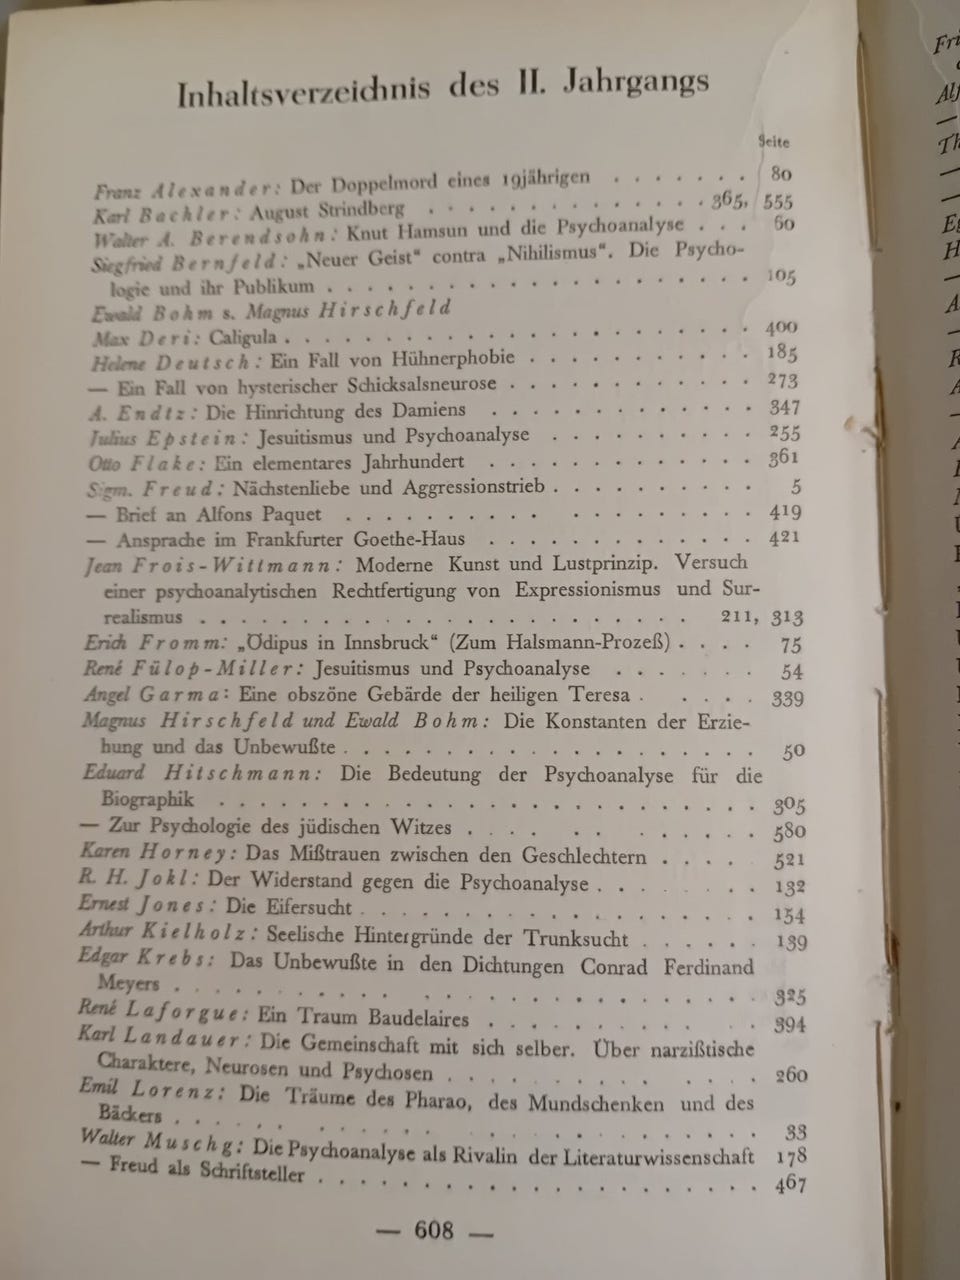 Inhaltsverzeichnis des II. Jahrgangs
Seite
Franz Alexander: Der Doppelmord eines 19jährigen . . . . . . . 80
Karl Bachler: August Strindberg . . . . . . . . . . . . . 365, 555
Walter A. Berendsohn: Knut Hamsun und die Psychoanalyse . . . 60
Siegfried Bernfeld: „Neuer Geist“ contra „Nihilismus“. Die Psycho-
logie und ihr Publikum . . . . . . . . . . . . . . . . . . 105
Ewald Bohm s. Magnus Hirschfeld
Max Deri: Caligula . . . . . . . . . . . . . . . . . . . . 400
Helene Deutsch: Ein Fall von Hühnerphobie . . . . . . . . . . 185
— Ein Fall von hysterischer Schicksalsneurose . . . . . . . . . . . 273
A. Endtz: Die Hinrichtung des Damiens . . . . . . . . . . . . 347
Julius Epstein: Jesuitismus und Psychoanalyse . . . . . . . . . 255
Otto Flake: Ein elementares Jahrhundert . . . . . . . . . . . . 361
Sigm. Freud: Nächstenliebe und Aggressionstrieb . . . . . . . . . 5
— Brief an Alfons Paquet . . . . . . . . . . . . . . . . . 419
— Ansprache im Frankfurter Goethe-Haus . . . . . . . . . . . . 421
Jean Frois-Wittmann: Moderne Kunst und Lustprinzip. Versuch
einer psychoanalytischen Rechtfertigung von Expressionismus und Sur-
realismus . . . . . . . . . . . . . . . . . . . . 211, 313
Erich Fromm: „Ödipus in Innsbruck“ (Zum Halsmann-Prozeß) . . . . 75
René Fülop-Miller: Jesuitismus und Psychoanalyse . . . . . . 54
Angel Garma: Eine obszöne Gebärde der heiligen Teresa . . . . . 339
Magnus Hirschfeld und Ewald Bohm: Die Konstanten der Erzie-
hung und das Unbewußte . . . . . . . . . . . . . . . . . . 50
Eduard Hitschmann: Die Bedeutung der Psychoanalyse für die
Biographik . . . . . . . . . . . . . . . . . . . . . . . 305
— Zur Psychologie des jüdischen Witzes . . . . . . . . . . . . 580
Karen Horney: Das Mißtrauen zwischen den Geschlechtern . . . . 521
R. H. Jokl: Der Widerstand gegen die Psychoanalyse . . . . . . . 132
Ernest Jones: Die Eifersucht . . . . . . . . . . . . . . . . . 154
Arthur Kielholz: Seelische Hintergründe der Trunksucht . . . . . . 139
Edgar Krebs: Das Unbewußte in den Dichtungen Conrad Ferdinand
Meyers . . . . . . . . . . . . . . . . . . . . . . . . 325
René Laforgue: Ein Traum Baudelaires . . . . . . . . . . . 394
Karl Landauer: Die Gemeinschaft mit sich selber. Über narzißtische
Charaktere, Neurosen und Psychosen . . . . . . . . . . . . . 260
Emil Lorenz: Die Träume des Pharao, des Mundschenken und des
Bäckers . . . . . . . . . . . . . . . . . . . . . . . . 33
Walter Muschg: Die Psychoanalyse als Rivalin der Literaturwissenschaft 178
— Freud als Schriftsteller . . . . . . . . . . . . . . . . . . . 467
— 608 —